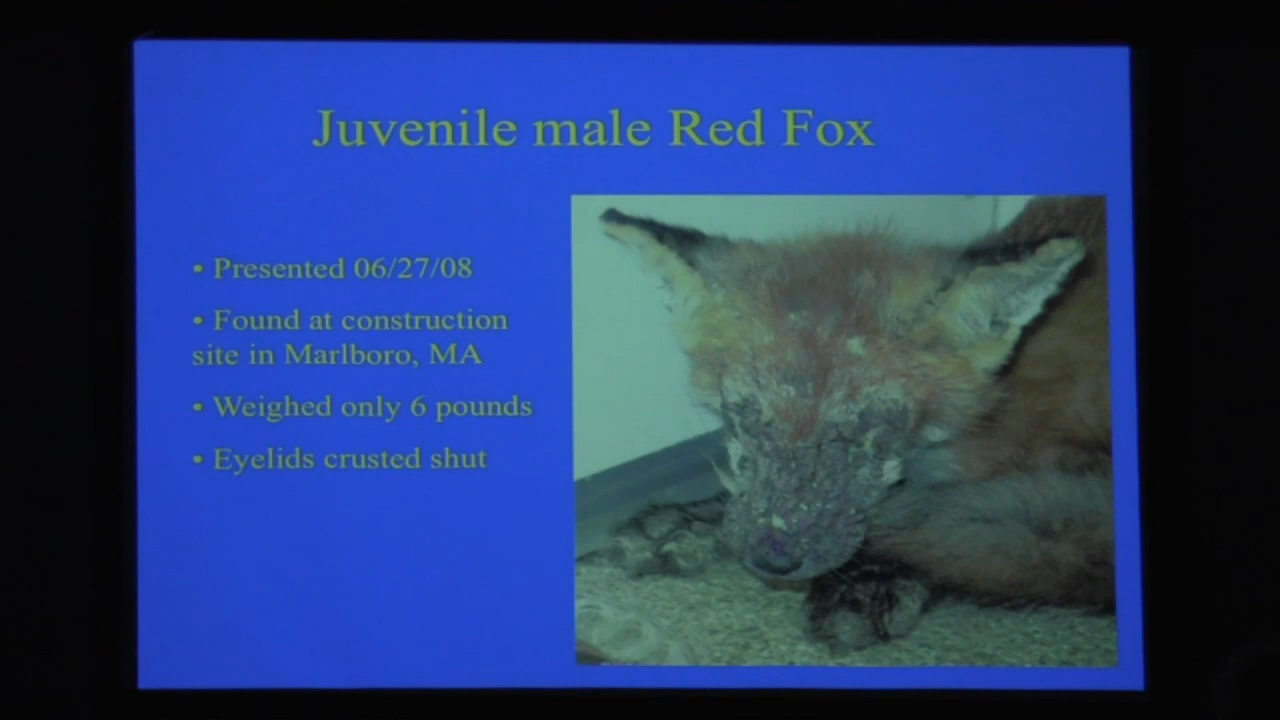 Juvenile male Red Fox
• Presented 06/27/08
• Found at construction
site in Marlboro, MA
• Weighed only 6 pounds
• Eyelids crusted shut